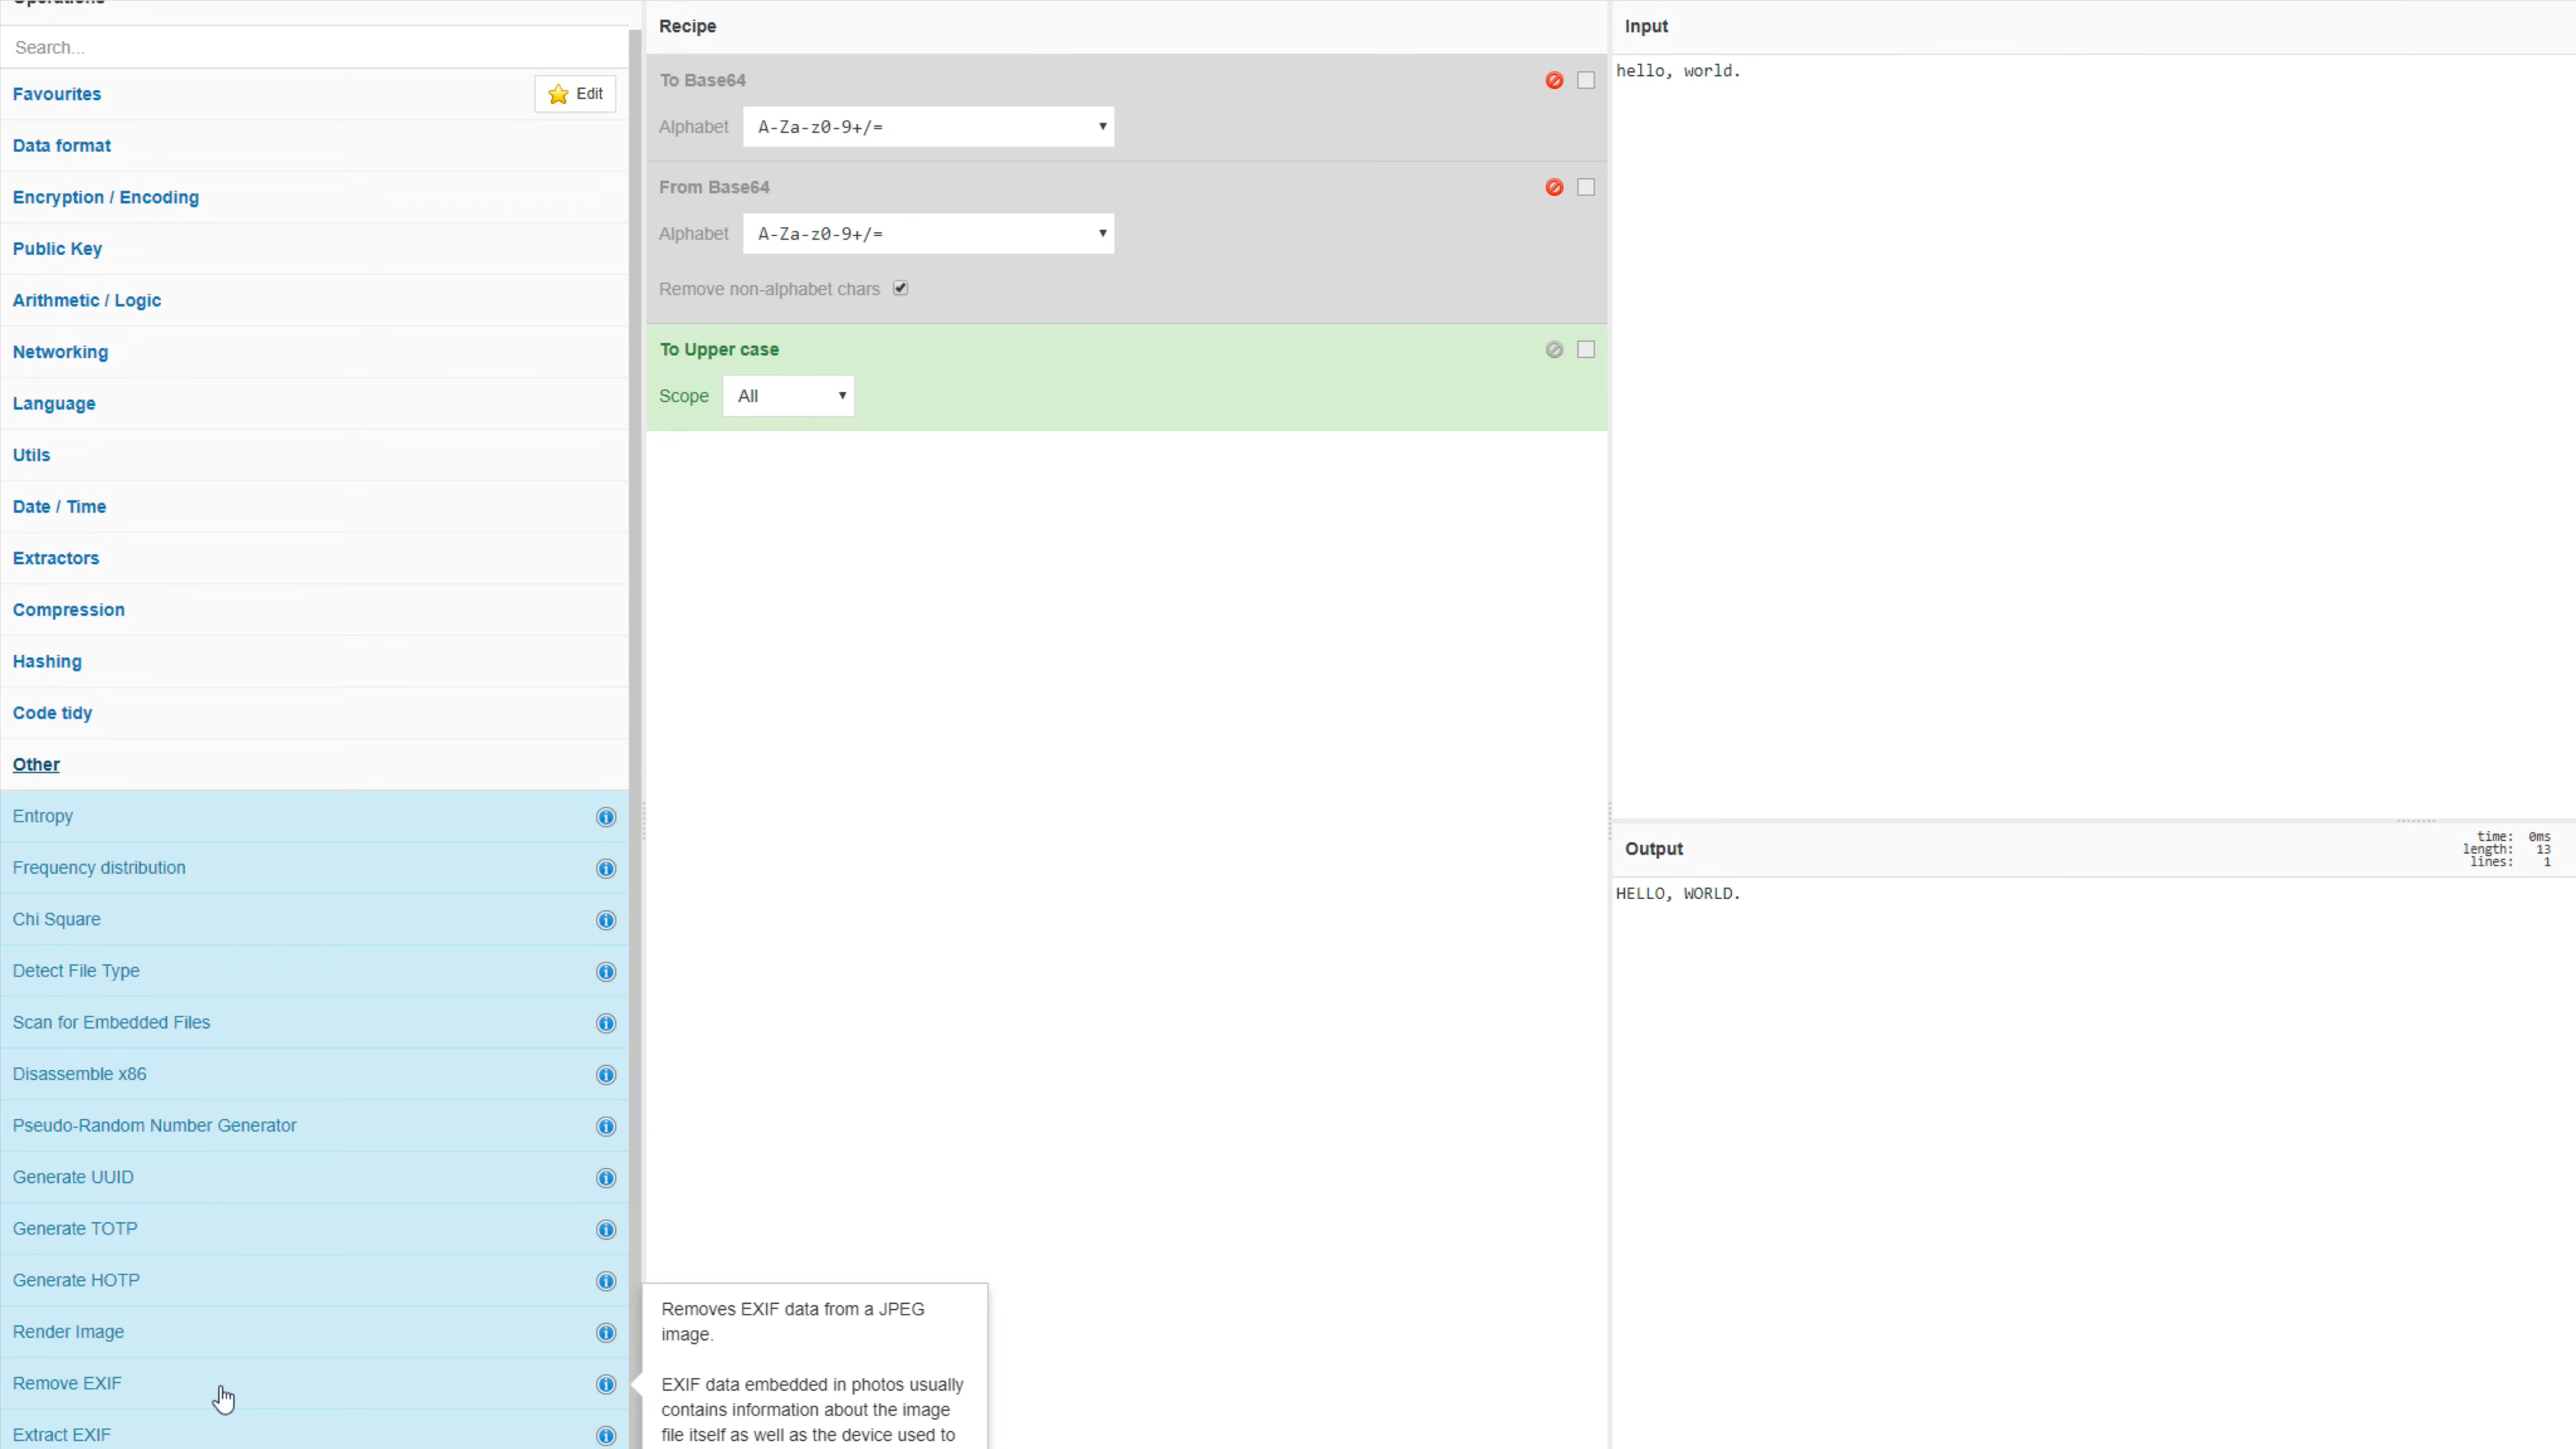 Operations
Search...
Favourites
Edit
Data format
Encryption / Encoding
Public Key
Arithmetic / Logic
Networking
Language
Utils
Date / Time
Extractors
Compression
Hashing
Code tidy
Other
Entropy
Frequency distribution
Chi Square
Detect File Type
Scan for Embedded Files
Disassemble x86
Pseudo-Random Number Generator
Generate UUID
Generate TOTP
Generate HOTP
Render Image
Remove EXIF
Extract EXIF
Recipe
To Base64
Alphabet A-Za-z0-9+/=
From Base64
Alphabet A-Za-z0-9+/=
Remove non-alphabet chars
To Upper case
Scope All
Removes EXIF data from a JPEG
image.
EXIF data embedded in photos usually
contains information about the image
file itself as well as the device used to
Input
hello, world.
Output
time: 0ms
length: 13
lines: 1
HELLO, WORLD.